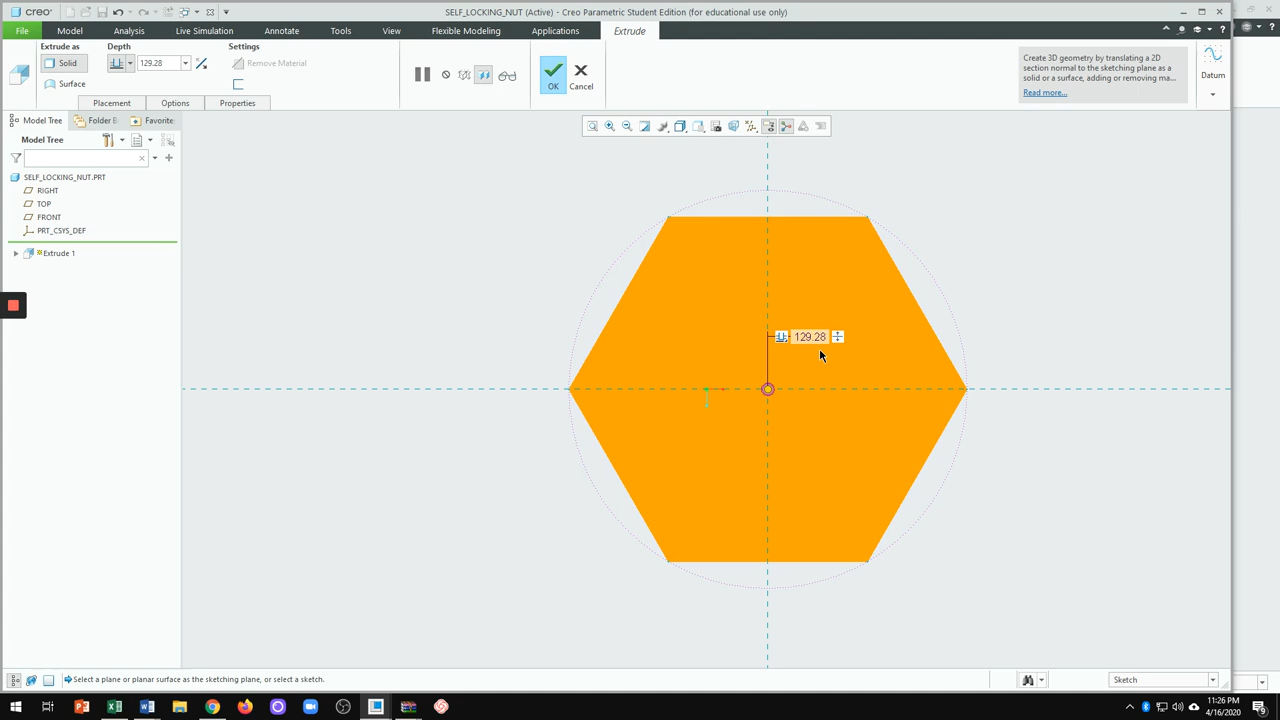 creo
SELF_LOCKING_NUT (Active) - Creo Parametric Student Edition (for educational use only)
File Model Analysis Live Simulation Annotate Tools View Flexible Modeling Applications Extrude
Extrude as Depth Settings
Solid 129.28 Remove Material
Surface
OK Cancel
Create 3D geometry by translating a 2D
section normal to the sketching plane as
a solid or a surface, adding or removing ma...
Read more...
Datum
Placement Options Properties
Model Tree Folder B Favorite
Model Tree
SELF_LOCKING_NUT.PRT
RIGHT
TOP
FRONT
PRT_CSYS_DEF
Extrude 1
129.28
Select a plane or planar surface as the sketching plane, or select a sketch.
Sketch
11:26 PM
4/16/2020